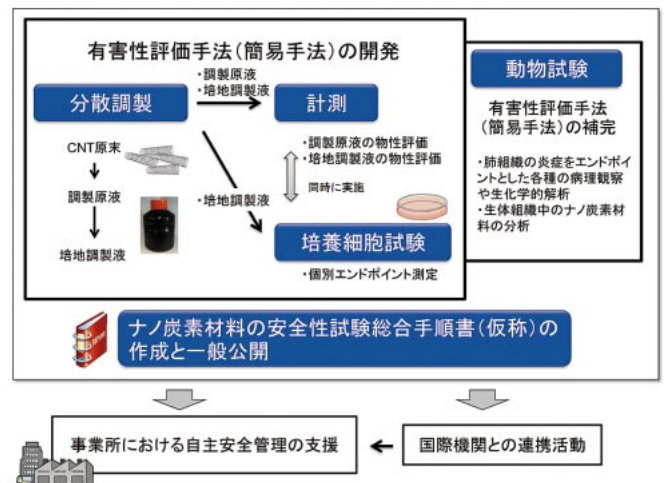 有害性評価手法(簡易手法)の開発
分散調製
・調製原液
・培地調製液
計測
CNT原末
調製原液
培地調製液
・培地調製液
・調製原液の物性評価
・培地調製液の物性評価
同時に実施
培養細胞試験
・個別エンドポイント測定
動物試験
有害性評価手法
(簡易手法)の補完
・肺組織の炎症をエンドポイ
ントとした各種の病理観察
や生化学的解析
・生体組織中のナノ炭素材
料の分析
ナノ炭素材料の安全性試験総合手順書(仮称)の
作成と一般公開
事業所における自主安全管理の支援
国際機関との連携活動